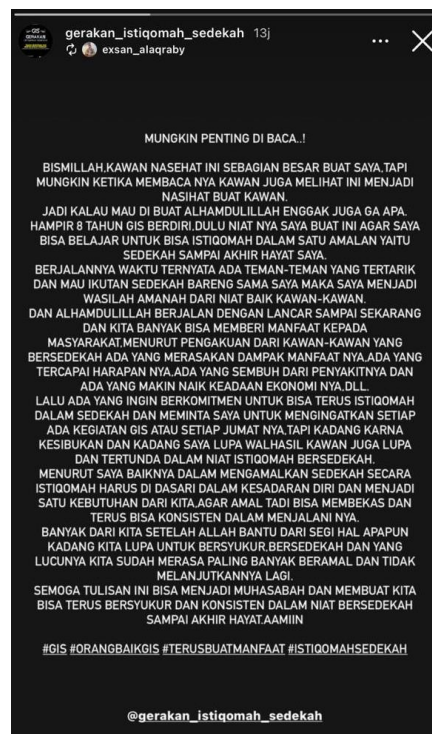 gerakan_istiqomah_sedekah 13j
exsan_alaqraby
MUNGKIN PENTING DI BACA..!
BISMILLAH,KAWAN NASEHAT INI SEBAGIAN BESAR BUAT SAYA,TAPI
MUNGKIN KETIKA MEMBACA NYA KAWAN JUGA MELIHAT INI MENJADI
NASIHAT BUAT KAWAN.
JADI KALAU MAU DI BUAT ALHAMDULILLAH ENGGAK JUGA GA APA.
HAMPIR 8 TAHUN GIS BERDIRI.DULU NIAT NYA SAYA BUAT INI AGAR SAYA
BISA BELAJAR UNTUK BISA ISTIQOMAH DALAM SATU AMALAN YAITU
SEDEKAH SAMPAI AKHIR HAYAT SAYA.
BERJALANNYA WAKTU TERNYATA ADA TEMAN-TEMAN YANG TERTARIK
DAN MAU IKUTAN SEDEKAH BARENG SAMA SAYA MAKA SAYA MENJADI
WASILAH AMANAH DARI NIAT BAIK KAWAN-KAWAN.
DAN ALHAMDULILLAH BERJALAN DENGAN LANCAR SAMPAI SEKARANG
DAN KITA BANYAK BISA MEMBERI MANFAAT KEPADA
MASYARAKAT,MENURUT PENGAKUAN DARI KAWAN-KAWAN YANG
BERSEDEKAH ADA YANG MERASAKAN DAMPAK MANFAAT NYA,ADA YANG
TERCAPAI HARAPAN NYA,ADA YANG SEMBUH DARI PENYAKITNYA DAN
ADA YANG MAKIN NAIK KEADAAN EKONOMI NYA,DLL.
LALU ADA YANG INGIN BERKOMITMEN UNTUK BISA TERUS ISTIQOMAH
DALAM SEDEKAH DAN MEMINTA SAYA UNTUK MENGINGATKAN SETIAP
ADA KEGIATAN GIS ATAU SETIAP JUMAT NYA,TAPI KADANG KARNA
KESIBUKAN DAN KADANG SAYA LUPA WALHASIL KAWAN JUGA LUPA
DAN TERTUNDA DALAM NIAT ISTIQOMAH BERSEDEKAH.
MENURUT SAYA BAIKNYA DALAM MENGAMALKAN SEDEKAH SECARA
ISTIQOMAH HARUS DI DASARI DALAM KESADARAN DIRI DAN MENJADI
SATU KEBUTUHAN DARI KITA,AGAR AMAL TADI BISA MEMBEKAS DAN
TERUS BISA KONSISTEN DALAM MENJALANI NYA.
BANYAK DARI KITA SETELAH ALLAH BANTU DARI SEGI HAL APAPUN
KADANG KITA LUPA UNTUK BERSYUKUR,BERSEDEKAH DAN YANG
LUCUNYA KITA SUDAH MERASA PALING BANYAK BERAMAL DAN TIDAK
MELANJUTKANNYA LAGI.
SEMOGA TULISAN INI BISA MENJADI MUHASABAH DAN MEMBUAT KITA
BISA TERUS BERSYUKUR DAN KONSISTEN DALAM NIAT BERSEDEKAH
SAMPAI AKHIR HAYAT.AAMIIN
#GIS #ORANGBAIKGIS #TERUSBUATMANFAAT #ISTIQOMAHSEDEKAH
@gerakan_istiqomah_sedekah